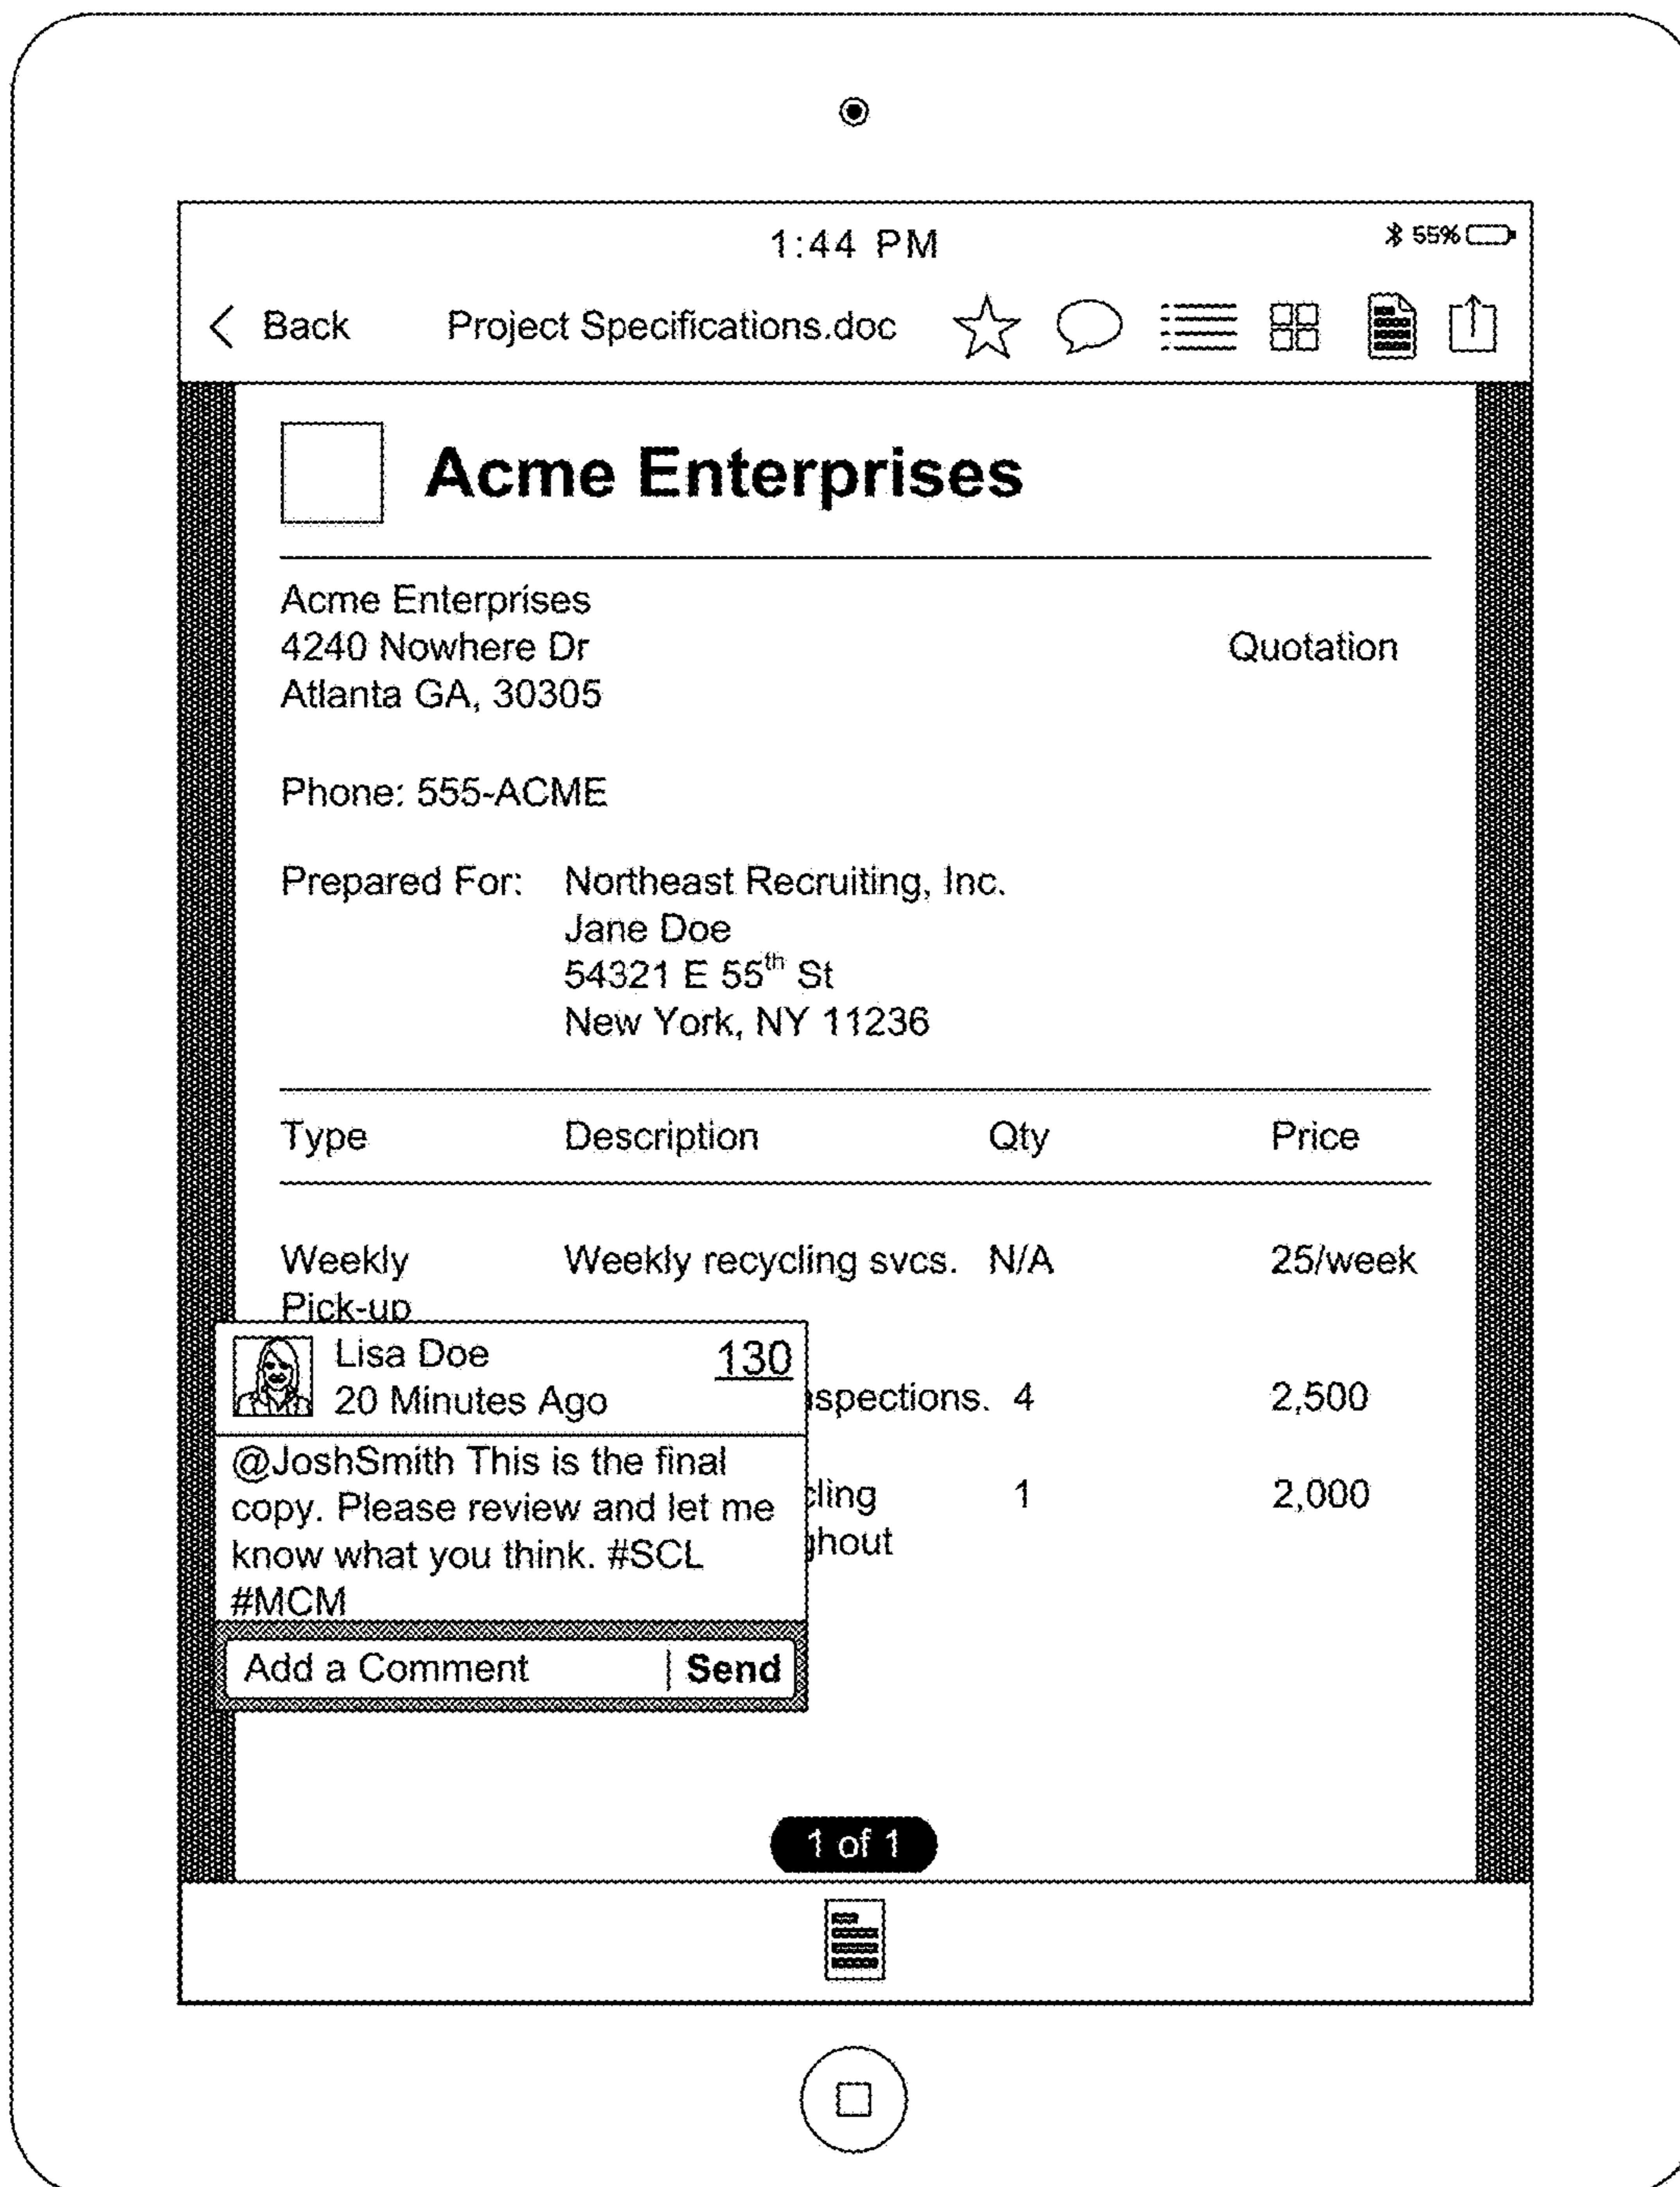 1:44 PM
55%
Back Project Specifications.doc
Acme Enterprises
Acme Enterprises
4240 Nowhere Dr
Quotation
Atlanta GA, 30305
Phone: 555-ACME
Prepared For: Northeast Recruiting, Inc.
Jane Doe
54321 E 55th St
New York, NY 11236
Type Description Qty Price
Weekly Weekly recycling svcs. N/A 25/week
Pick-up
spections. 4 2,500
cling 1 2,000
ghout
Lisa Doe 130
20 Minutes Ago
@JoshSmith This is the final
copy. Please review and let me
know what you think. #SCL
#MCM
Add a Comment | Send
1 of 1